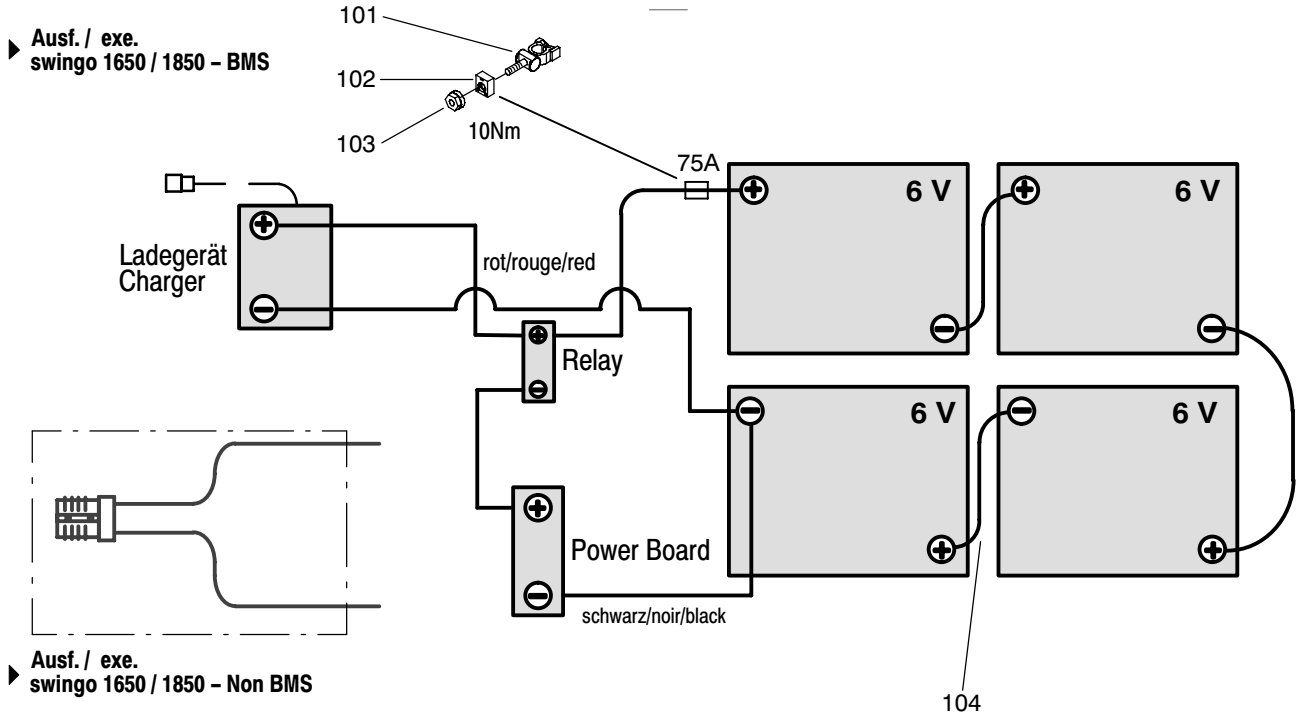 101
Ausf. / exe.
swingo 1650 / 1850 – BMS
102
103
10Nm
75A
+
6 V
+
6 V
+
Ladegerät
Charger
rot/rouge/red
−
−
−
+
Relay
−
−
6 V
−
6 V
+
Power Board
+
+
−
schwarz/noir/black
Ausf. / exe.
swingo 1650 / 1850 – Non BMS
104